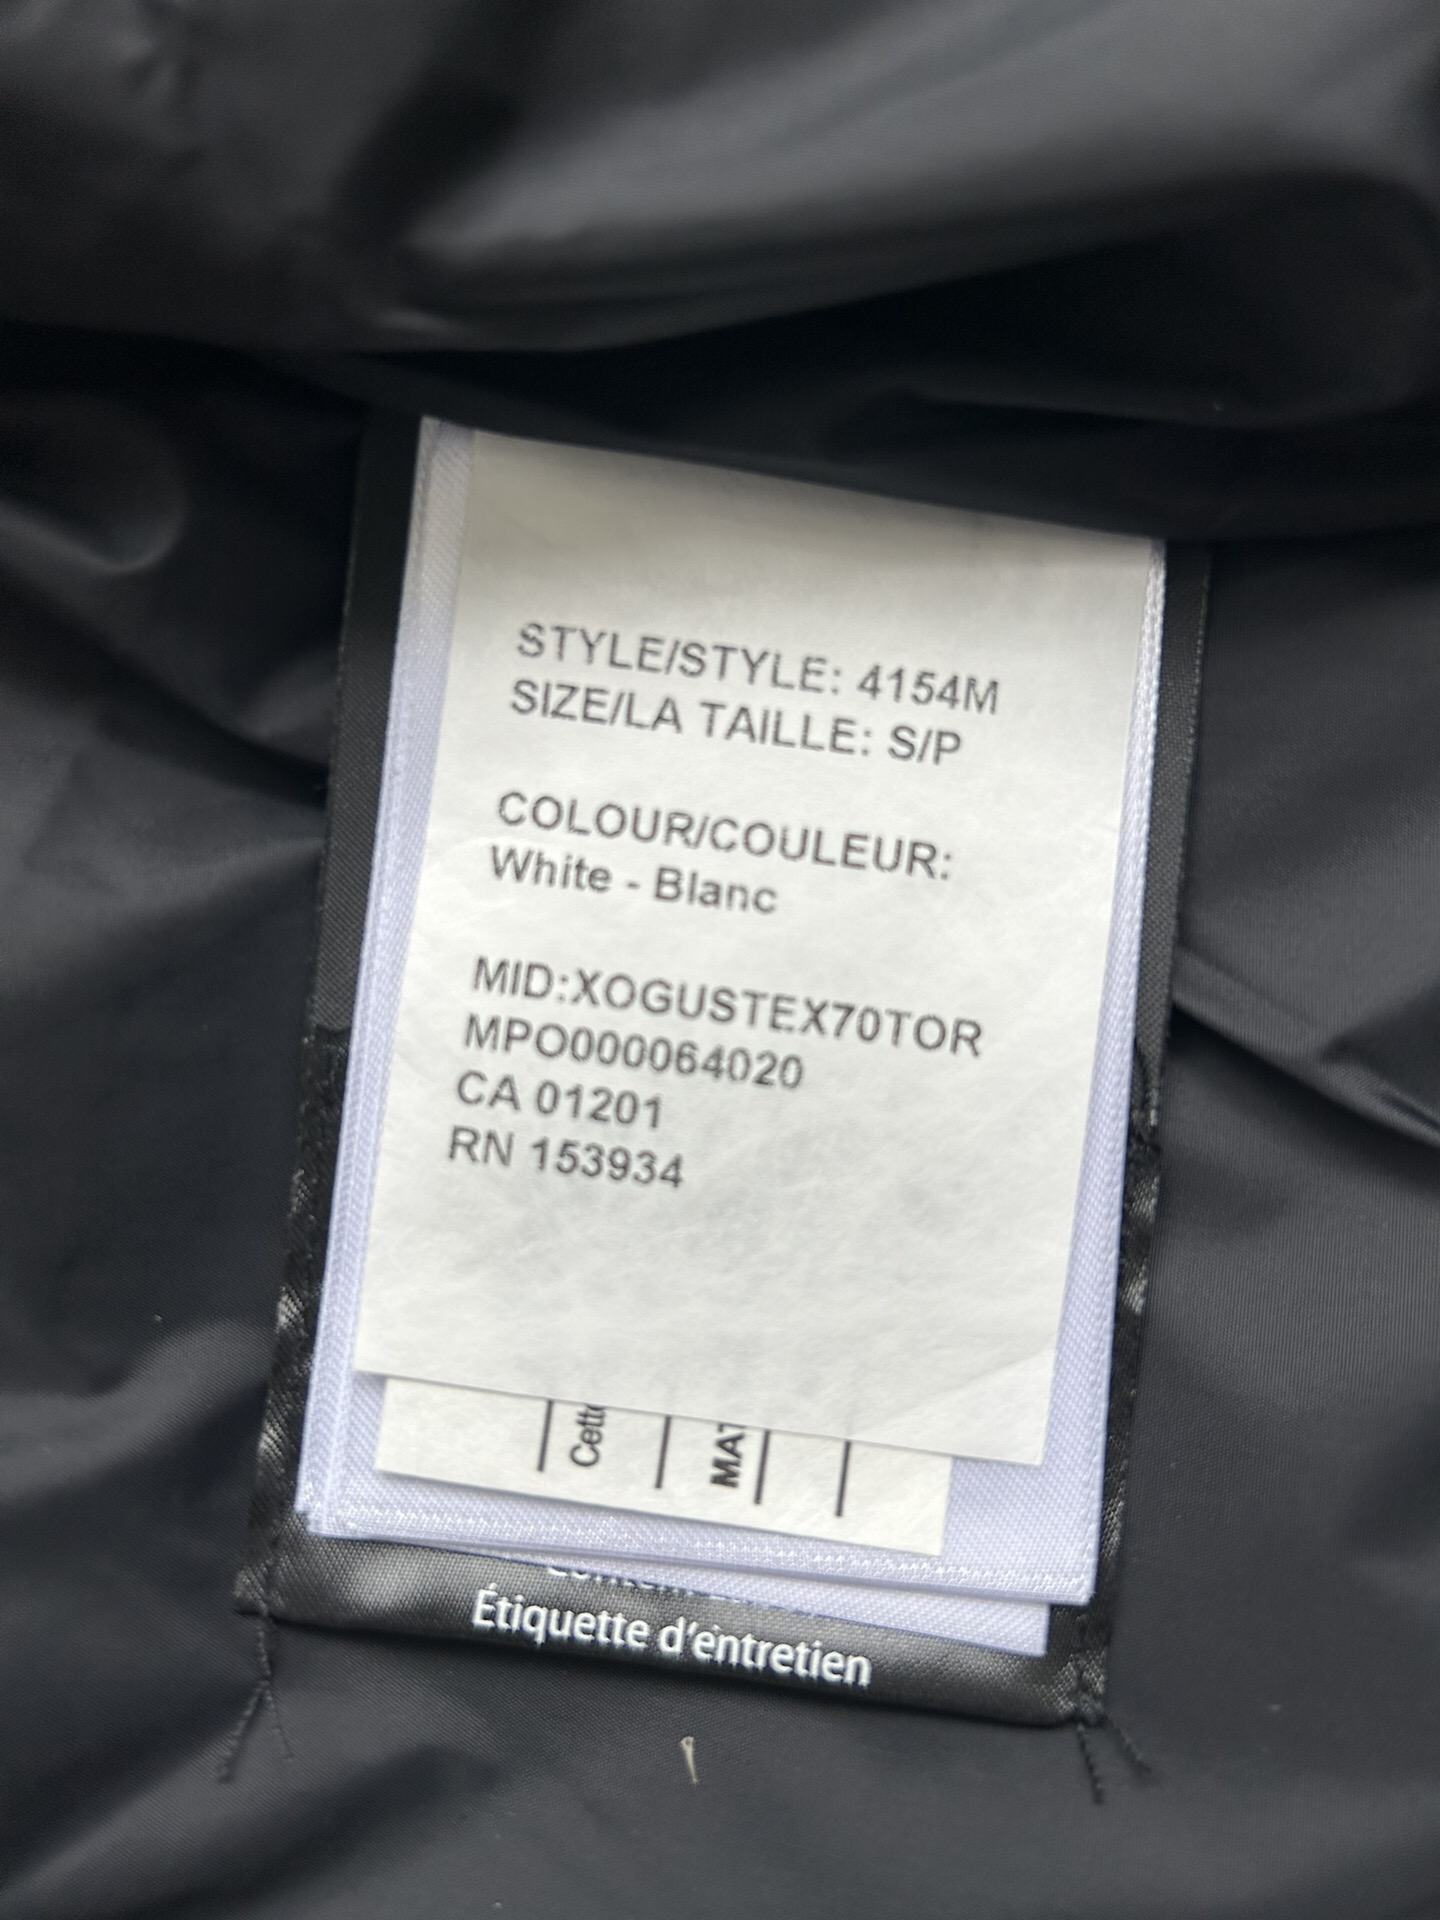 STYLE/STYLE: 4154M
SIZE/LA TAILLE: S/P
COLOUR/COULEUR:
White - Blanc
MID:XOGUSTEX70TOR
MPO000064020
CA 01201
RN 153934
MAT
Étiquette d'entretien